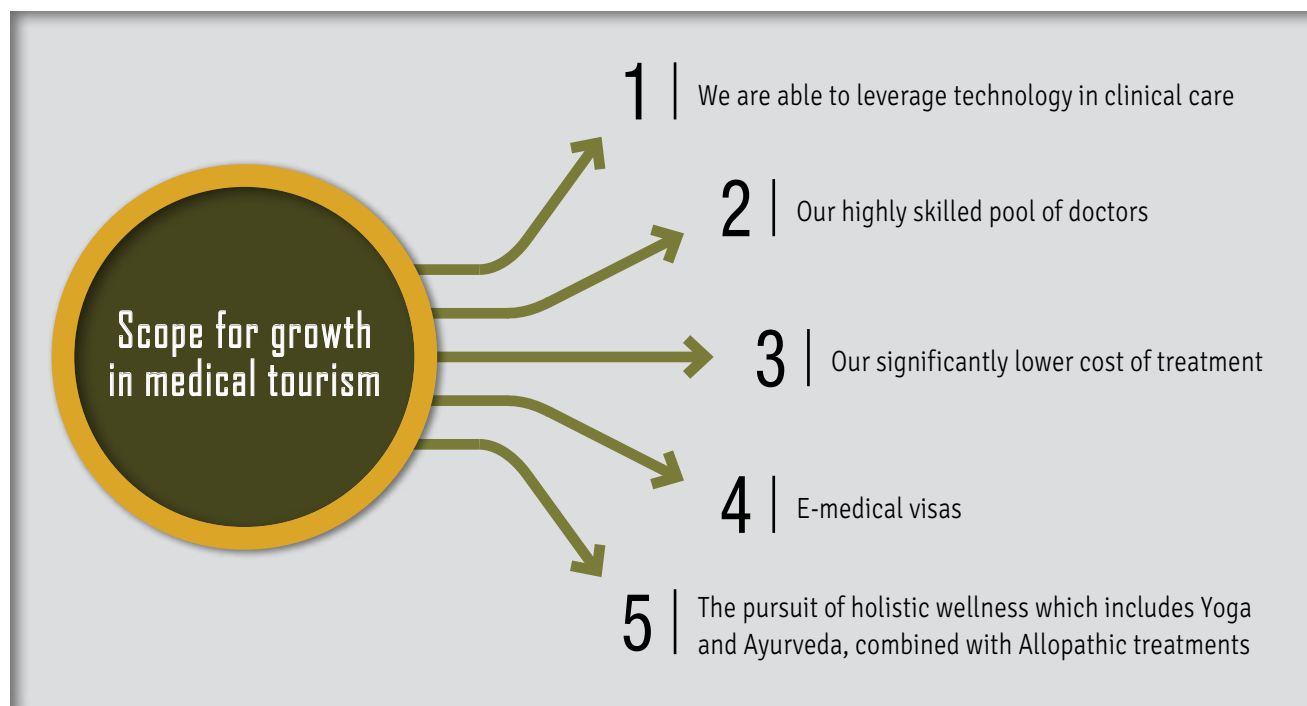 Scope for growth
in medical tourism
1 We are able to leverage technology in clinical care
2 Our highly skilled pool of doctors
3 Our significantly lower cost of treatment
4 E-medical visas
5 The pursuit of holistic wellness which includes Yoga
and Ayurveda, combined with Allopathic treatments